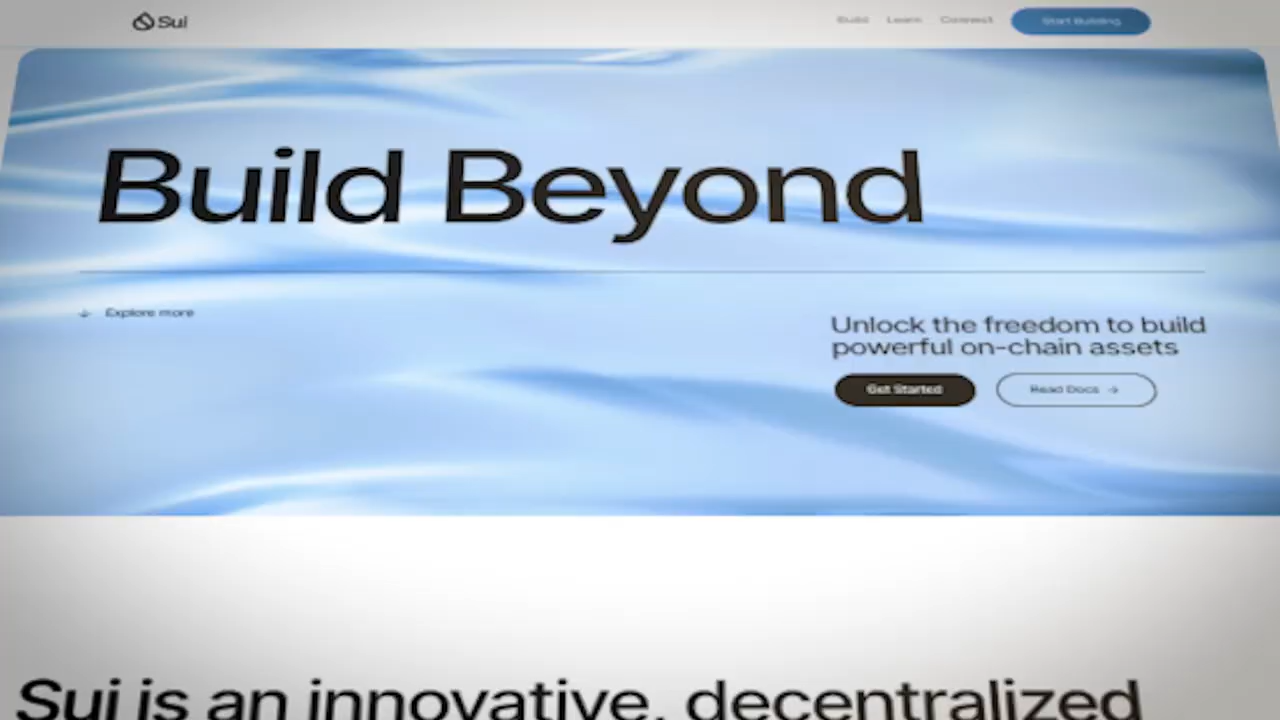 Sui
Build Learn Connect Start Building
Build Beyond
Explore more
Unlock the freedom to build
powerful on-chain assets
Get Started Read Docs →
Sui is an innovative, decentralized